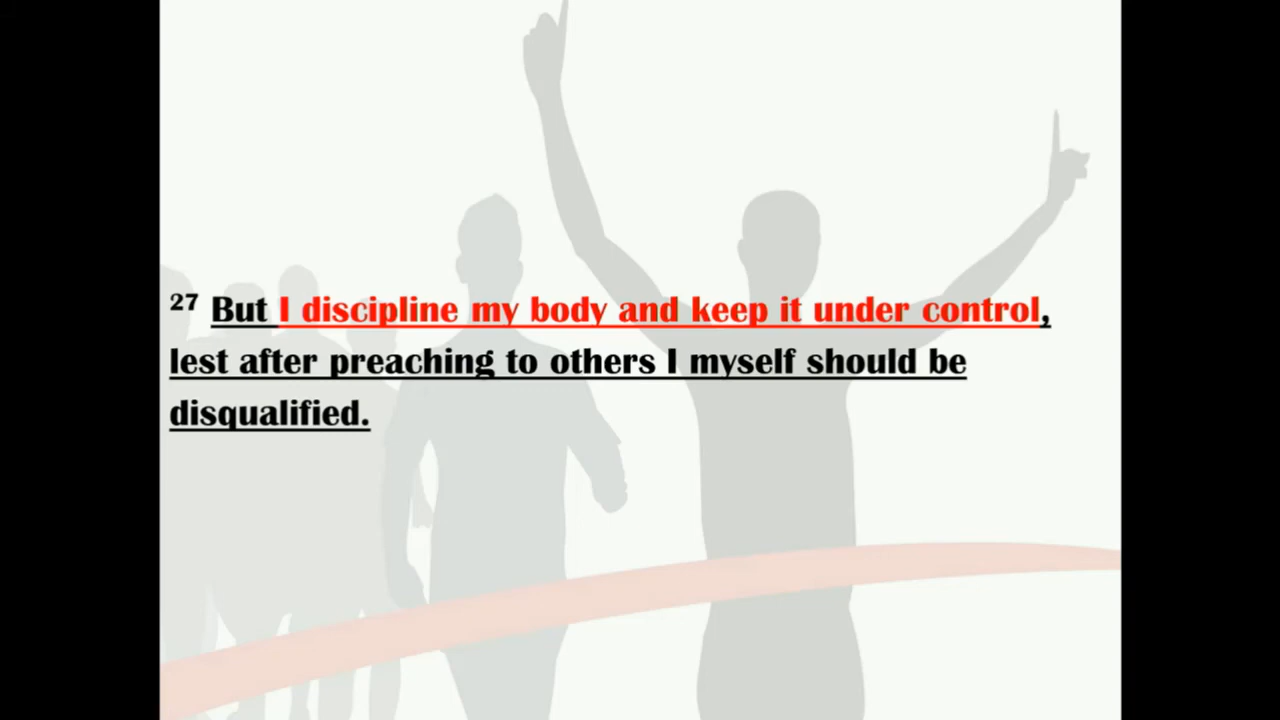 27 But I discipline my body and keep it under control,
lest after preaching to others I myself should be
disqualified.